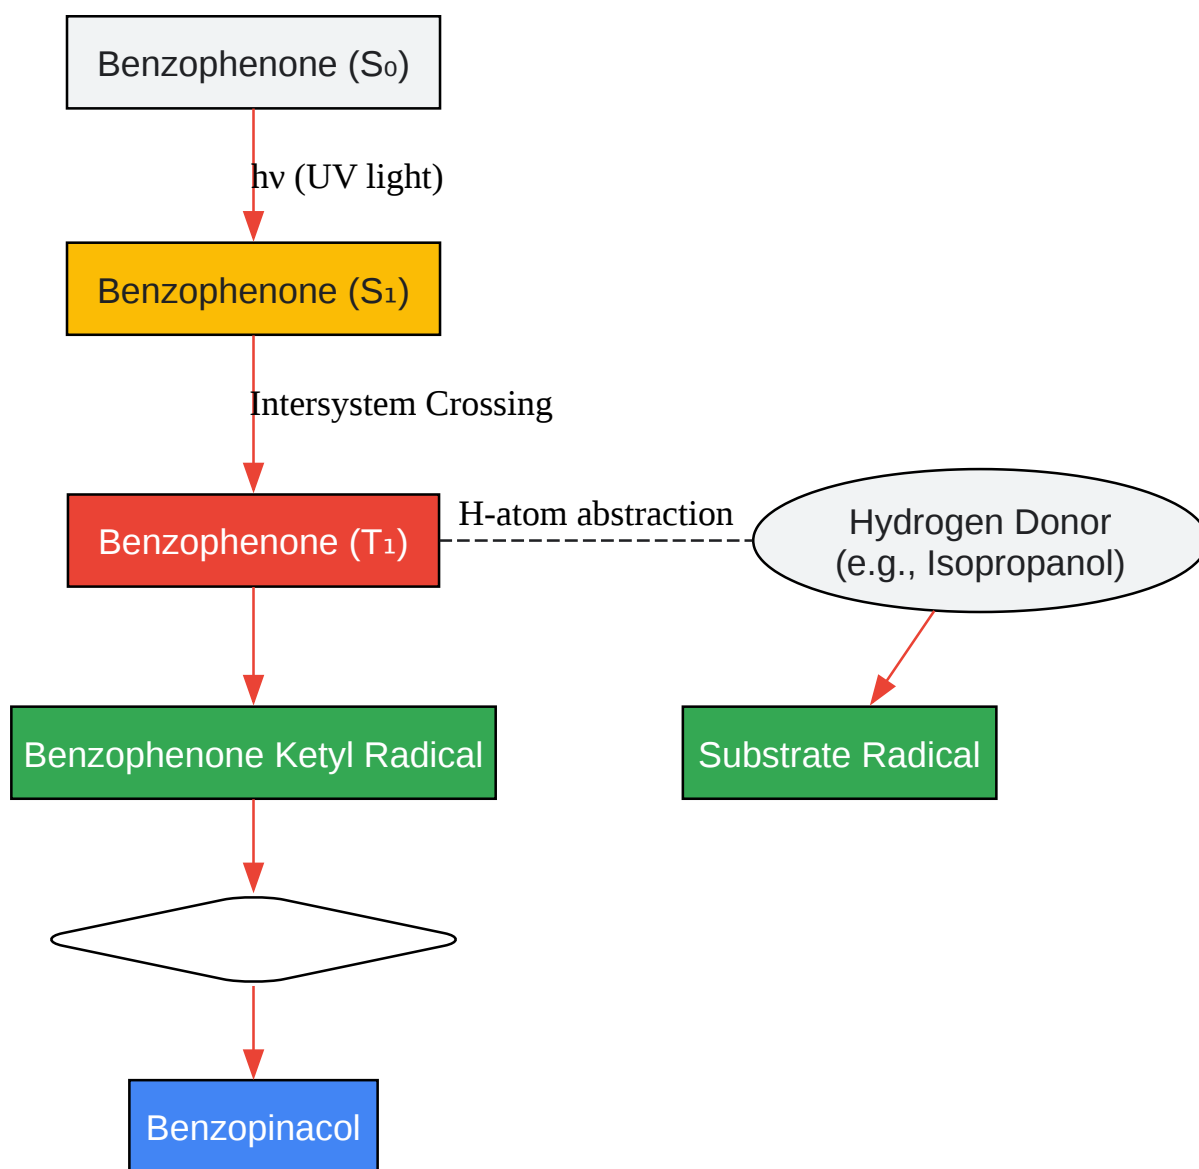 Benzophenone (S₀)
hν (UV light)
Benzophenone (S₁)
Intersystem Crossing
Benzophenone (T₁)
H-atom abstraction
Hydrogen Donor
(e.g., Isopropanol)
Benzophenone Ketyl Radical
Substrate Radical
Benzopinacol